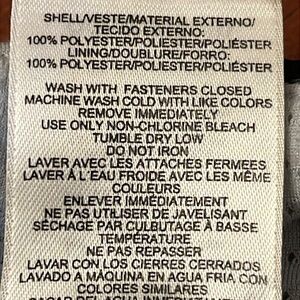 SHELL/VESTE/MATERIAL EXTERNO/
TECIDO EXTERNO:
100% POLYESTER/POLIESTER/POLIÉSTER
LINING/DOUBLURE/FORRO:
100% POLYESTER/POLIESTER/POLIÉSTER
WASH WITH FASTENERS CLOSED
MACHINE WASH COLD WITH LIKE COLORS
REMOVE IMMEDIATELY
USE ONLY NON-CHLORINE BLEACH
TUMBLE DRY LOW
DO NOT IRON
LAVER AVEC LES ATTACHES FERMEES
LAVER À L'EAU FROIDE AVEC LES MÊME
COULEURS
ENLEVER IMMÉDIATEMENT
NE PAS UTILISER DE JAVELISANT
SÉCHAGE PAR CULBUTAGE À BASSE
TEMPÉRATURE
NE PAS REPASSER
LAVAR CON LOS CIERRES CERRADOS
LAVADO A MÁQUINA EN AGUA FRIA CON
COLORES SIMILARES